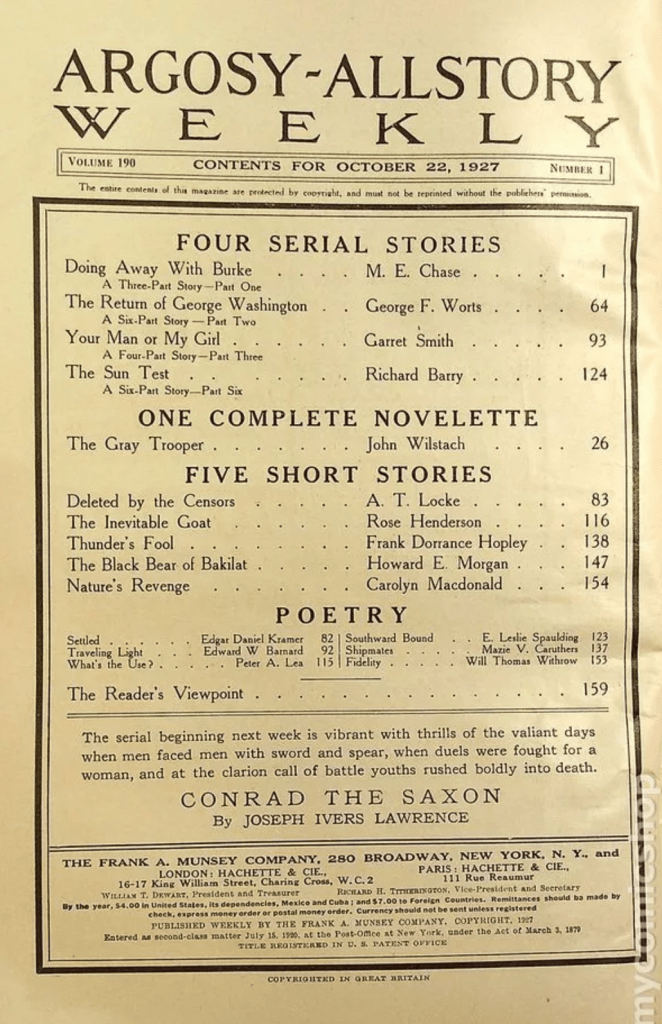 ARGOSY-ALLSTORY
WEEKLY
VOLUME 190 CONTENTS FOR OCTOBER 22, 1927 NUMBER 1
The entire contents of this magazine are protected by copyright, and must not be reprinted without the publishers' permission.
FOUR SERIAL STORIES
Doing Away With Burke . . . . M. E. Chase . . . . . 1
A Three-Part Story—Part One
The Return of George Washington . . George F. Worts . . . . 64
A Six-Part Story — Part Two
Your Man or My Girl . . . . . . Garret Smith . . . . . 93
A Four-Part Story—Part Three
The Sun Test . . . . . . . . Richard Barry . . . . . 124
A Six-Part Story—Part Six
ONE COMPLETE NOVELETTE
The Gray Trooper . . . . . . . John Wilstach . . . . 26
FIVE SHORT STORIES
Deleted by the Censors . . . . . A. T. Locke . . . . . 83
The Inevitable Goat . . . . . . Rose Henderson . . . . 116
Thunder's Fool . . . . . . . . Frank Dorrance Hopley . . 138
The Black Bear of Bakilat . . . . . Howard E. Morgan . . . 147
Nature's Revenge . . . . . . . Carolyn Macdonald . . . 154
POETRY
Settled . . . . . . Edgar Daniel Kramer 82 | Southward Bound . . E. Leslie Spaulding 123
Traveling Light . . . Edward W Barnard 92 | Shipmates . . . . . Mazie V. Caruthers 137
What's the Use? . . . . . Peter A. Lea 115 | Fidelity . . . . . Will Thomas Withrow 153
The Reader's Viewpoint . . . . . . . . . . . . . . . 159
The serial beginning next week is vibrant with thrills of the valiant days
when men faced men with sword and spear, when duels were fought for a
woman, and at the clarion call of battle youths rushed boldly into death.
CONRAD THE SAXON
By JOSEPH IVERS LAWRENCE
THE FRANK A. MUNSEY COMPANY, 280 BROADWAY, NEW YORK, N. Y., and
LONDON: HACHETTE & CIE., PARIS: HACHETTE & CIE.,
16-17 King William Street, Charing Cross, W.C.2 111 Rue Reaumur
WILLIAM T. DEWART, President and Treasurer RICHARD H. TITHERINGTON, Vice-President and Secretary
By the year, $4.00 in United States, its dependencies, Mexico and Cuba; and $7.00 to Foreign Countries. Remittances should be made by
check, express money order or postal money order. Currency should not be sent unless registered
PUBLISHED WEEKLY BY THE FRANK A. MUNSEY COMPANY, COPYRIGHT, 1927
Entered as second-class matter July 15, 1920, at the Post-Office at New York, under the Act of March 3, 1879
TITLE REGISTERED IN U. S. PATENT OFFICE
COPYRIGHTED IN GREAT BRITAIN
mycomicshop